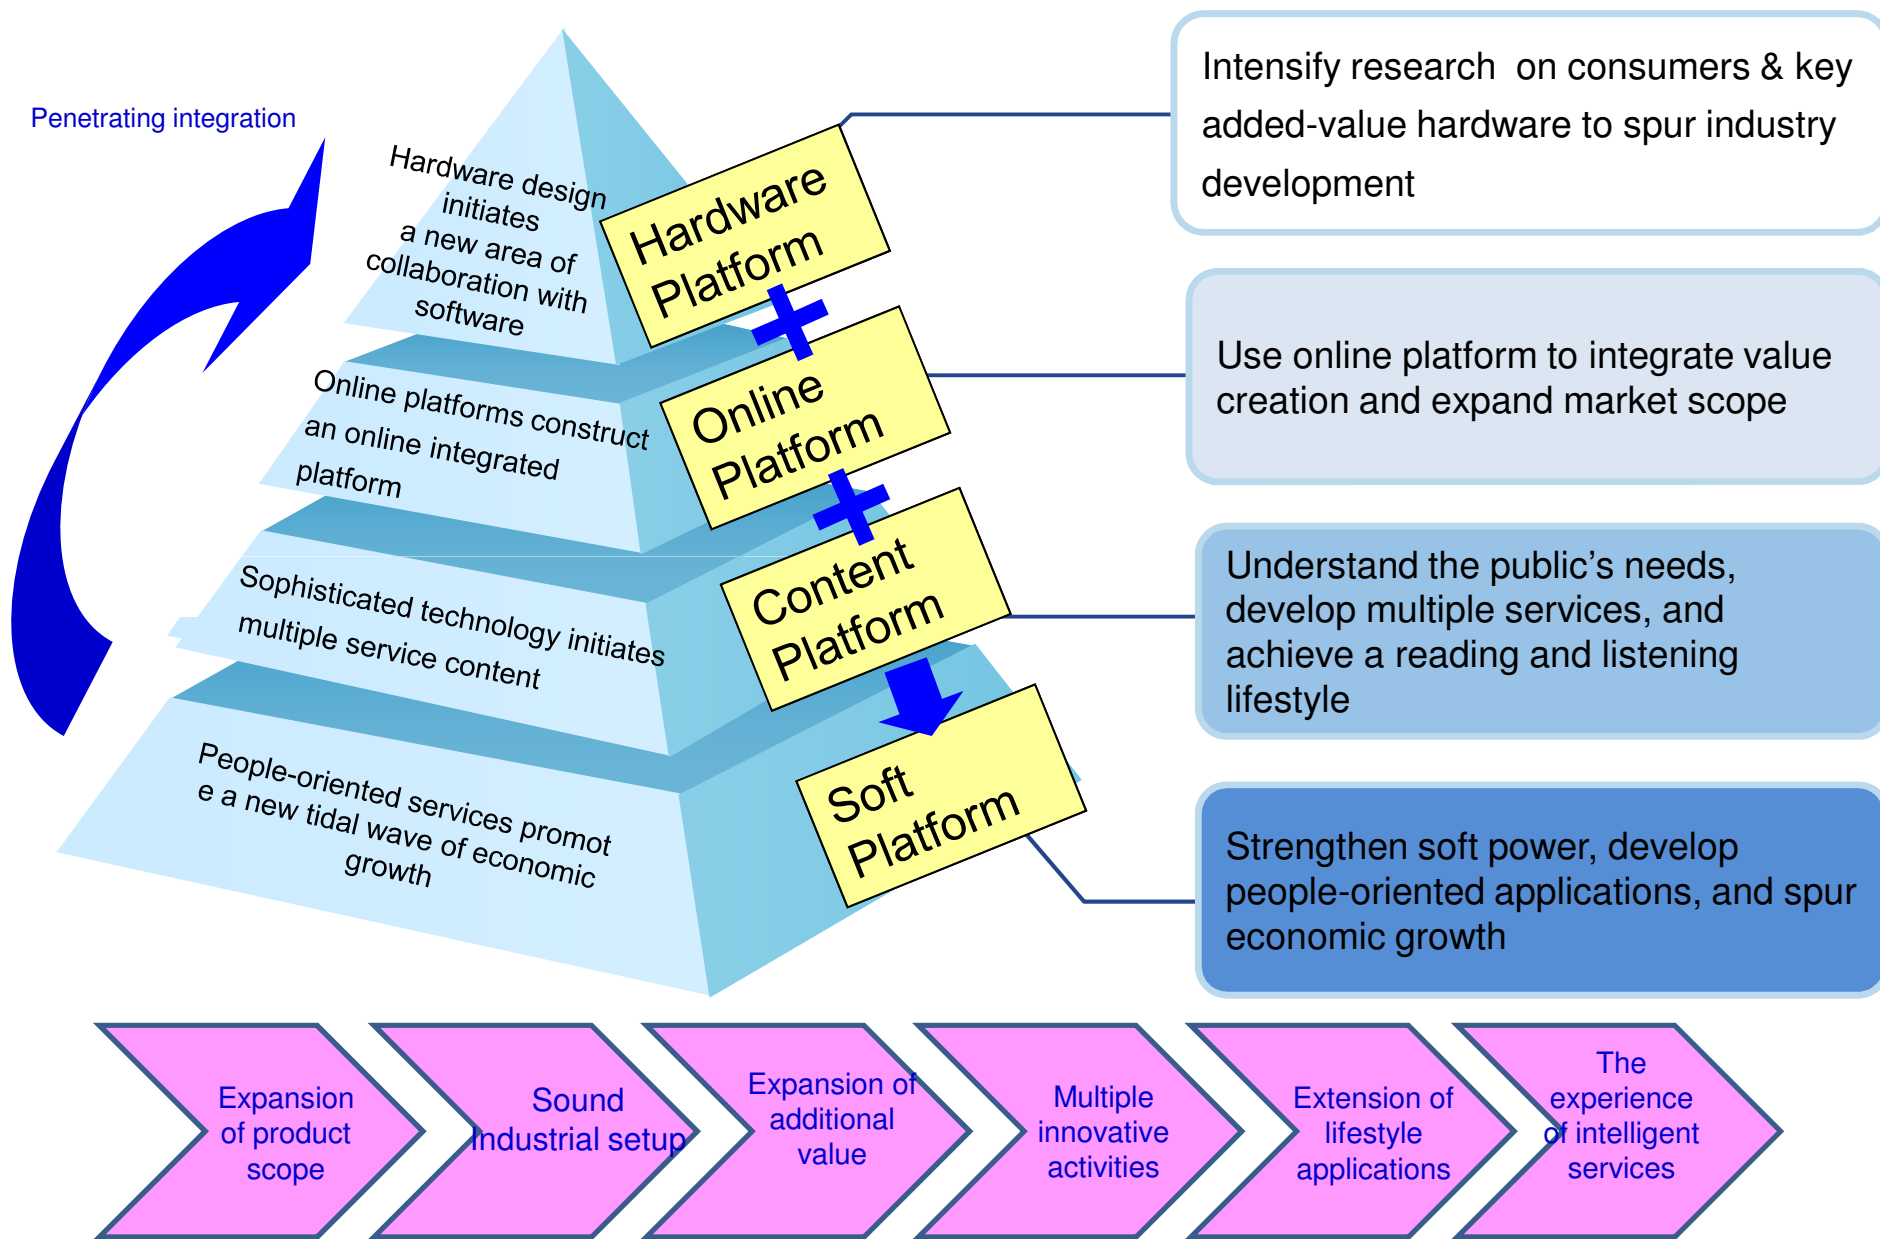 Penetrating integration
Hardware design
initiates
a new area of
collaboration with
software
Hardware
Platform
Intensify research on consumers & key
added-value hardware to spur industry
development
Online platforms construct
an online integrated
platform
Online
Platform
Use online platform to integrate value
creation and expand market scope
Sophisticated technology initiates
multiple service content
Content
Platform
Understand the public’s needs,
develop multiple services, and
achieve a reading and listening
lifestyle
People-oriented services promot
e a new tidal wave of economic
growth
Soft
Platform
Strengthen soft power, develop
people-oriented applications, and spur
economic growth
Expansion
of product
scope
Sound
Industrial setup
Expansion of
additional
value
Multiple
innovative
activities
Extension of
lifestyle
applications
The
experience
of intelligent
services